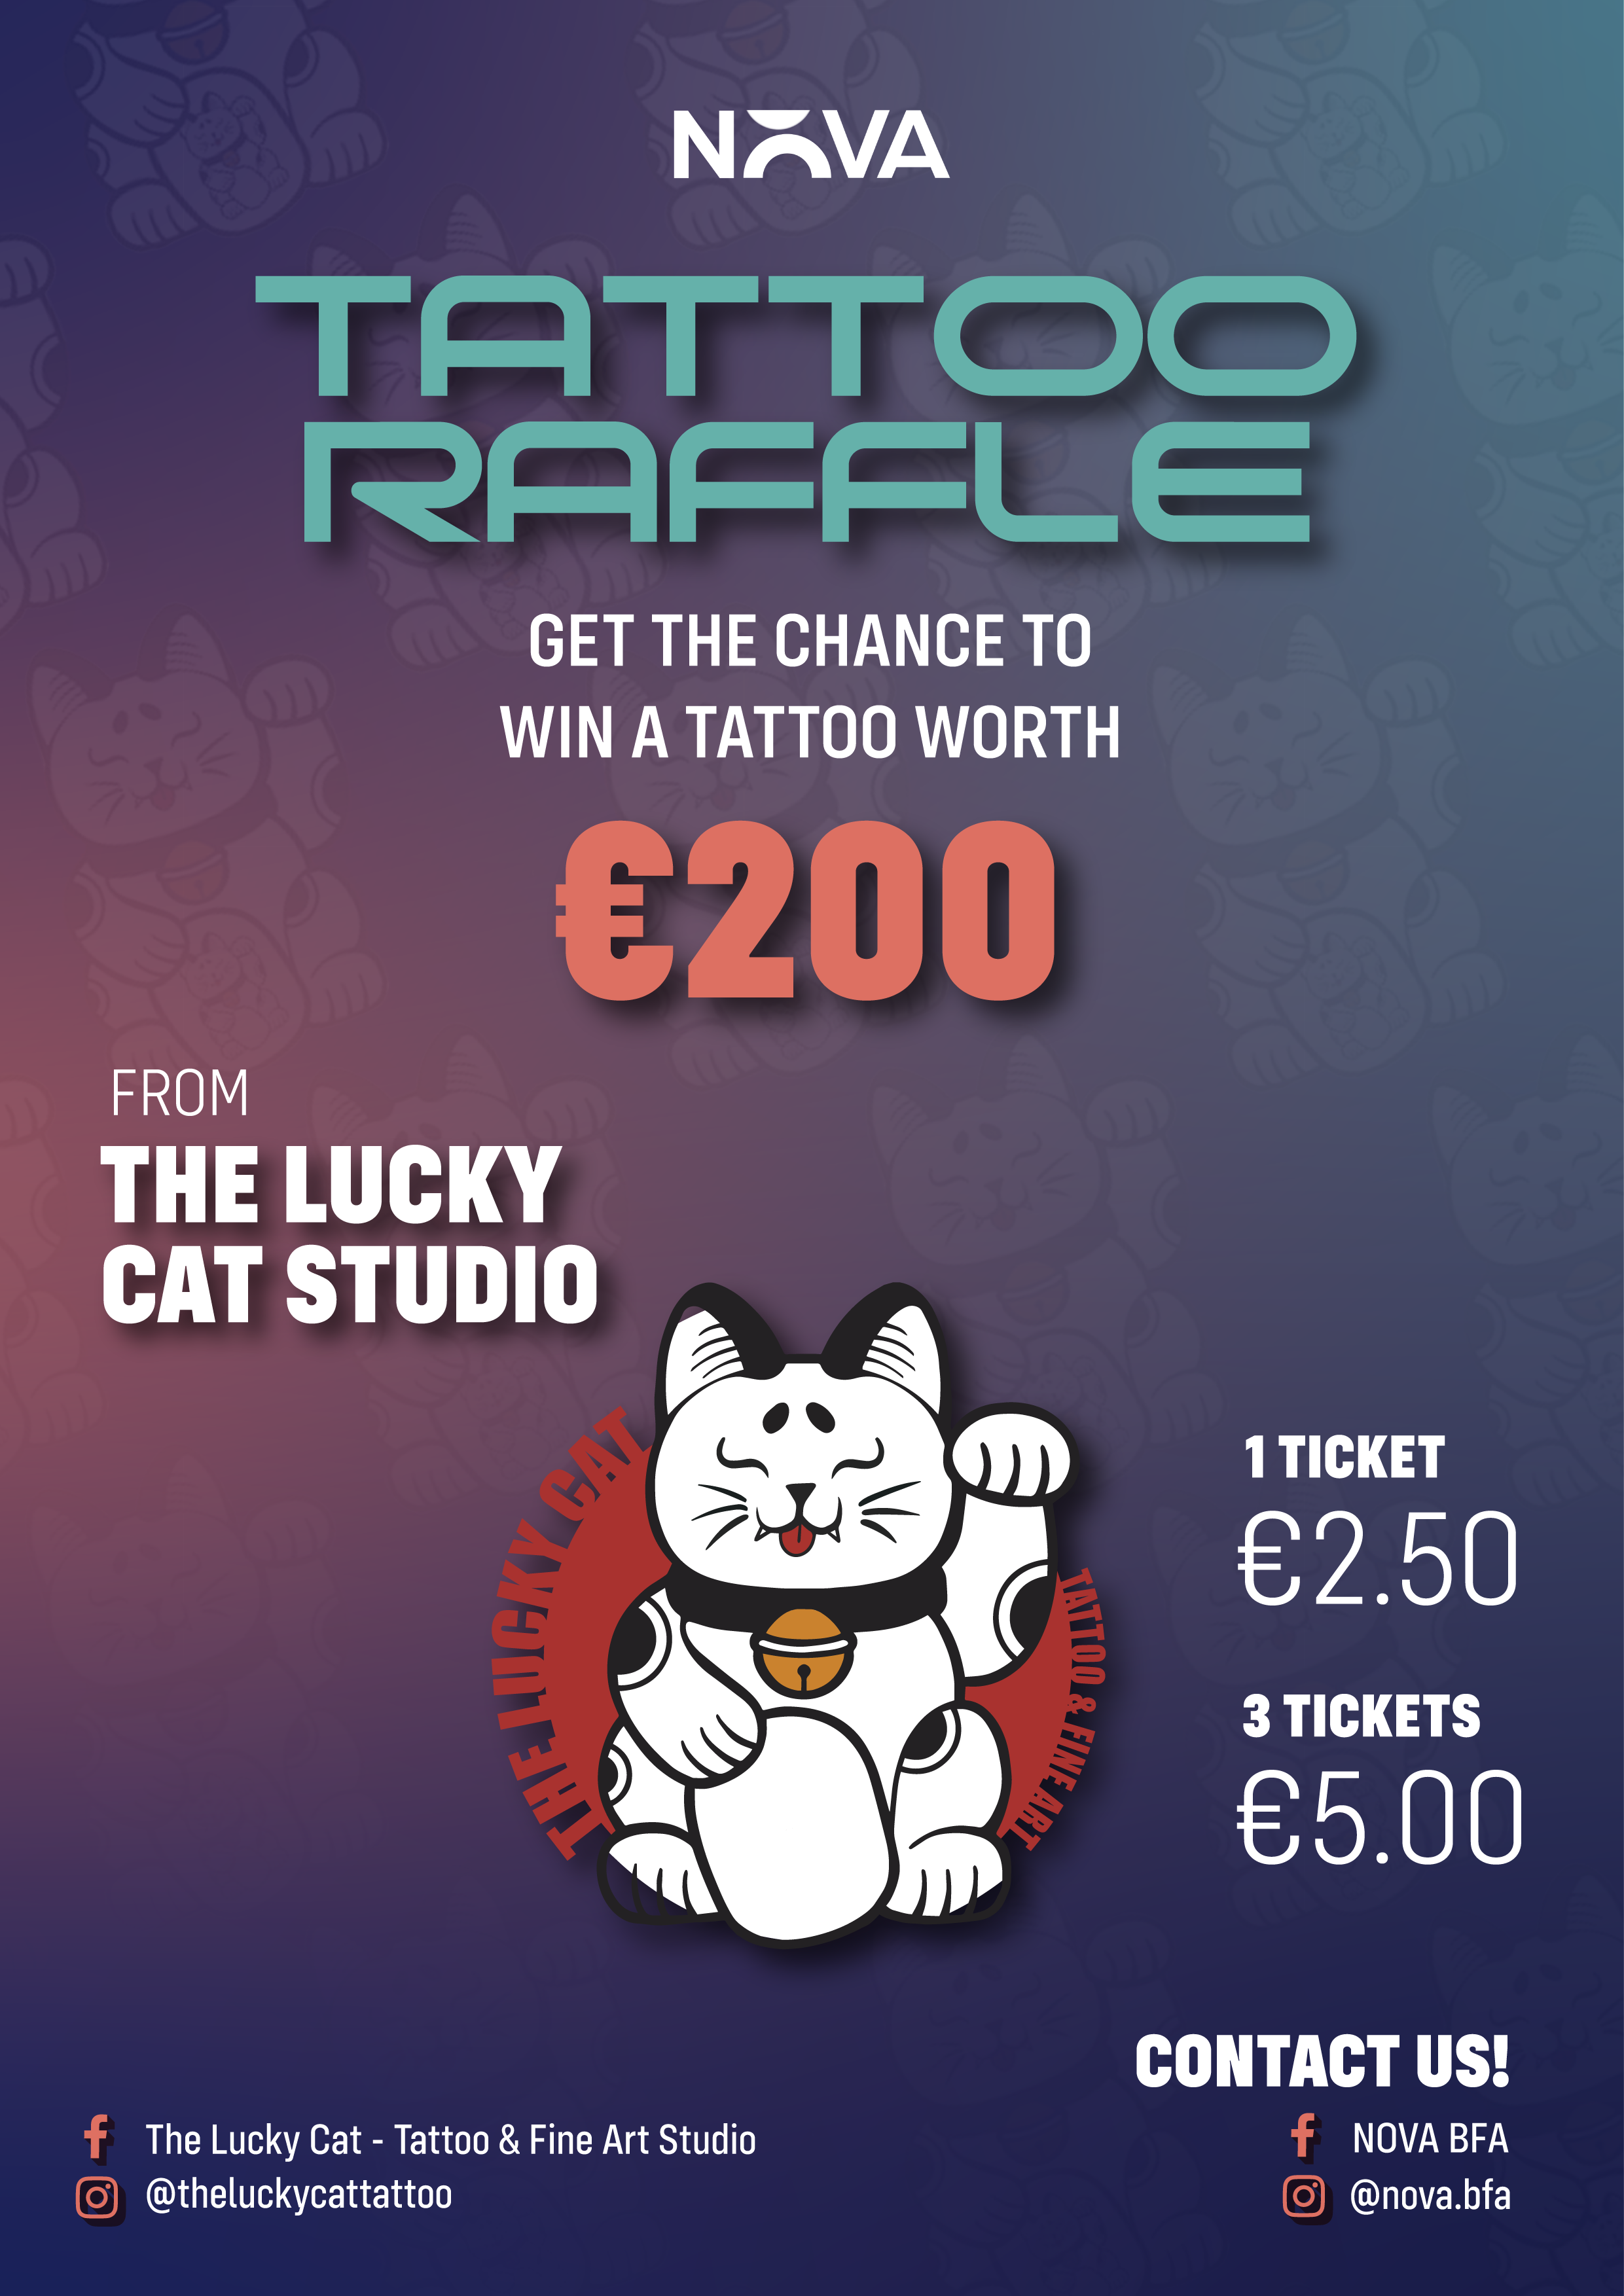 NOVA
TATTOO
RAFFLE
GET THE CHANCE TO
WIN A TATTOO WORTH
€200
FROM
THE LUCKY
CAT STUDIO
THE LUCKY CAT
TATTOO & FINE ART
1 TICKET
€2.50
3 TICKETS
€5.00
CONTACT US!
The Lucky Cat - Tattoo & Fine Art Studio
@theluckycattattoo
NOVA BFA
@nova.bfa